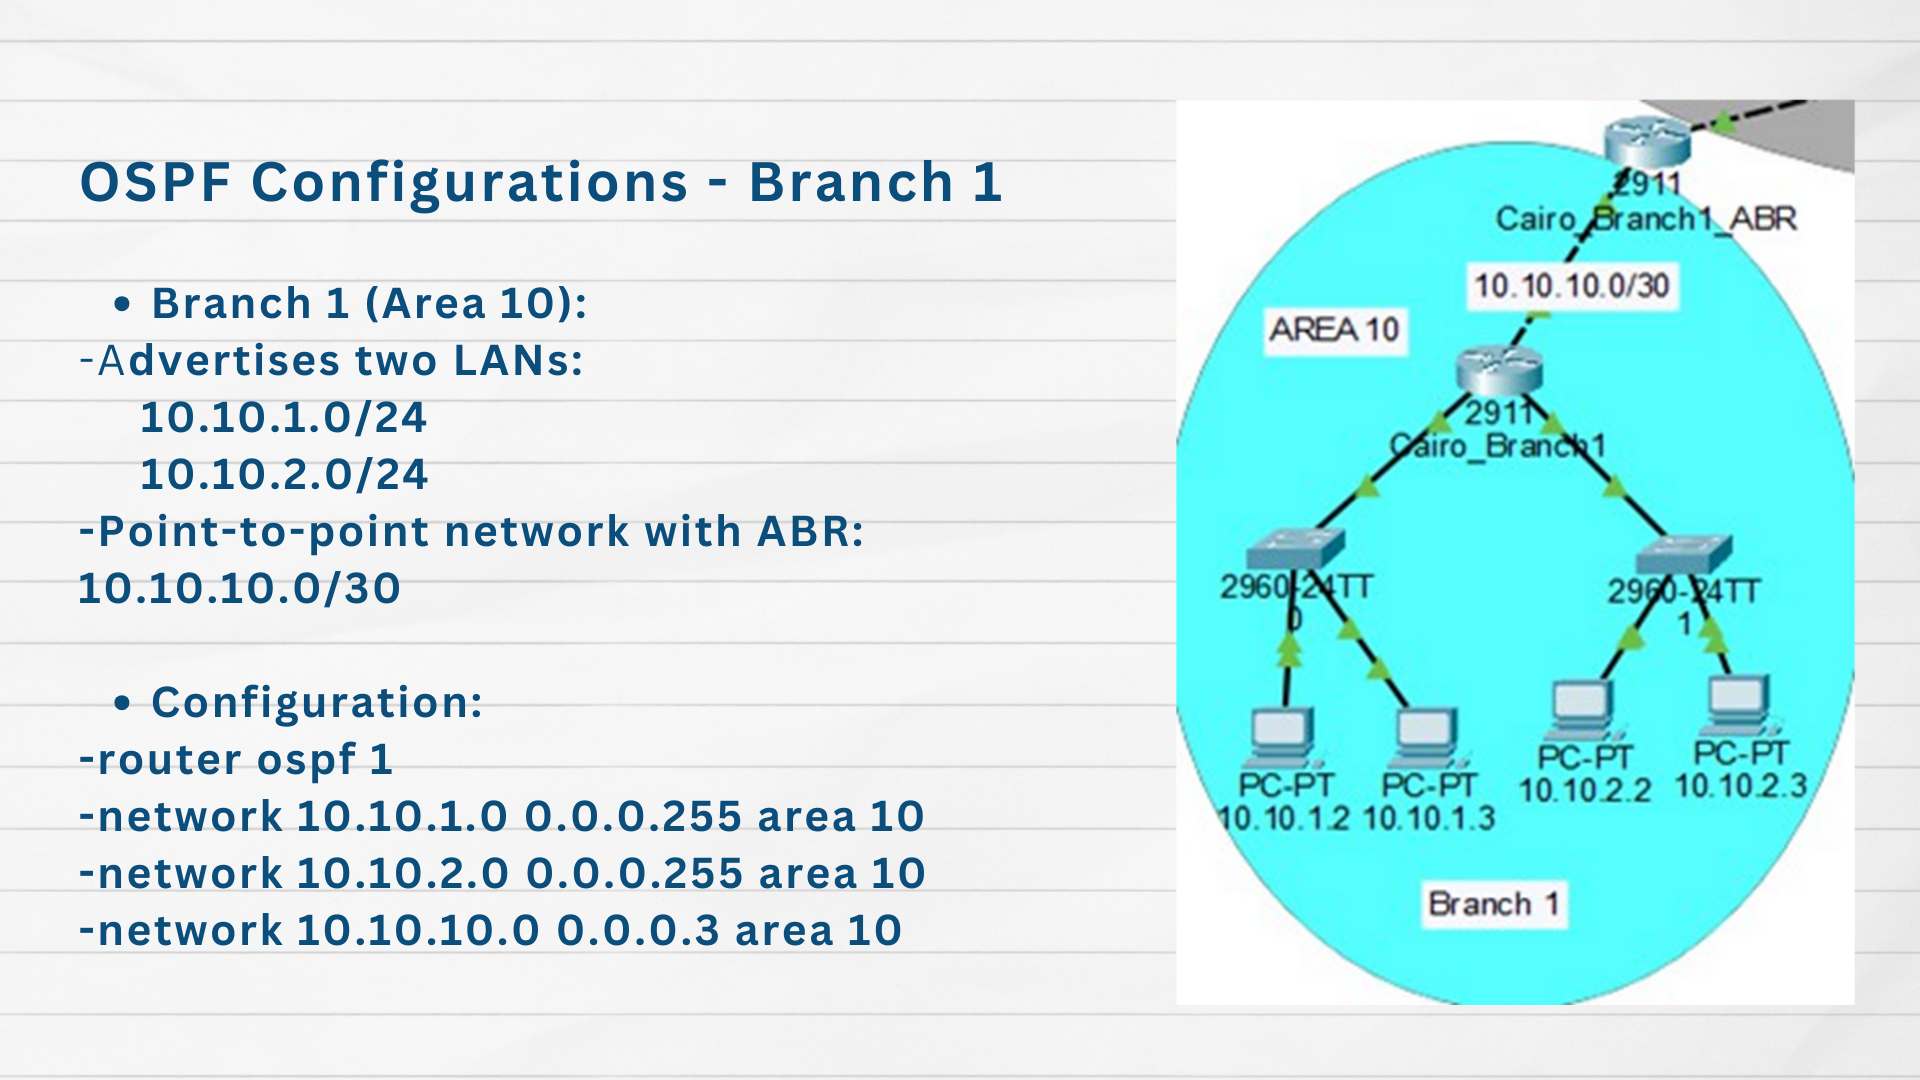 OSPF Configurations - Branch 1
• Branch 1 (Area 10):
-Advertises two LANs:
10.10.1.0/24
10.10.2.0/24
-Point-to-point network with ABR:
10.10.10.0/30
• Configuration:
-router ospf 1
-network 10.10.1.0 0.0.0.255 area 10
-network 10.10.2.0 0.0.0.255 area 10
-network 10.10.10.0 0.0.0.3 area 10
2911
Cairo_Branch1_ABR
10.10.10.0/30
AREA 10
2911
Cairo_Branch1
2960-24TT
0
2960-24TT
1
PC-PT
10.10.1.2
PC-PT
10.10.1.3
PC-PT
10.10.2.2
PC-PT
10.10.2.3
Branch 1